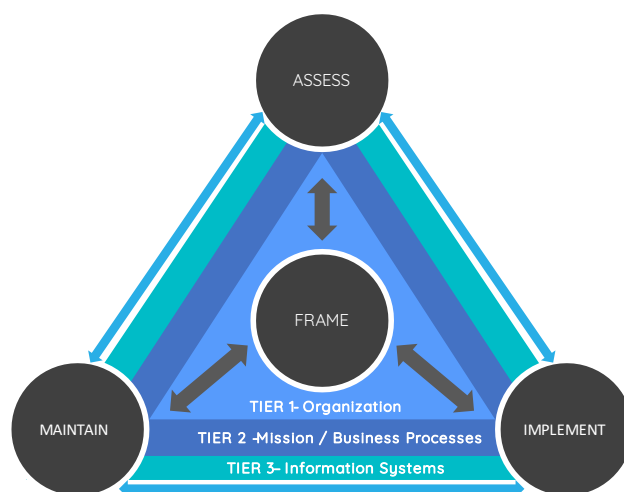 ASSESS
FRAME
MAINTAIN
IMPLEMENT
TIER 1- Organization
TIER 2 -Mission / Business Processes
TIER 3- Information Systems